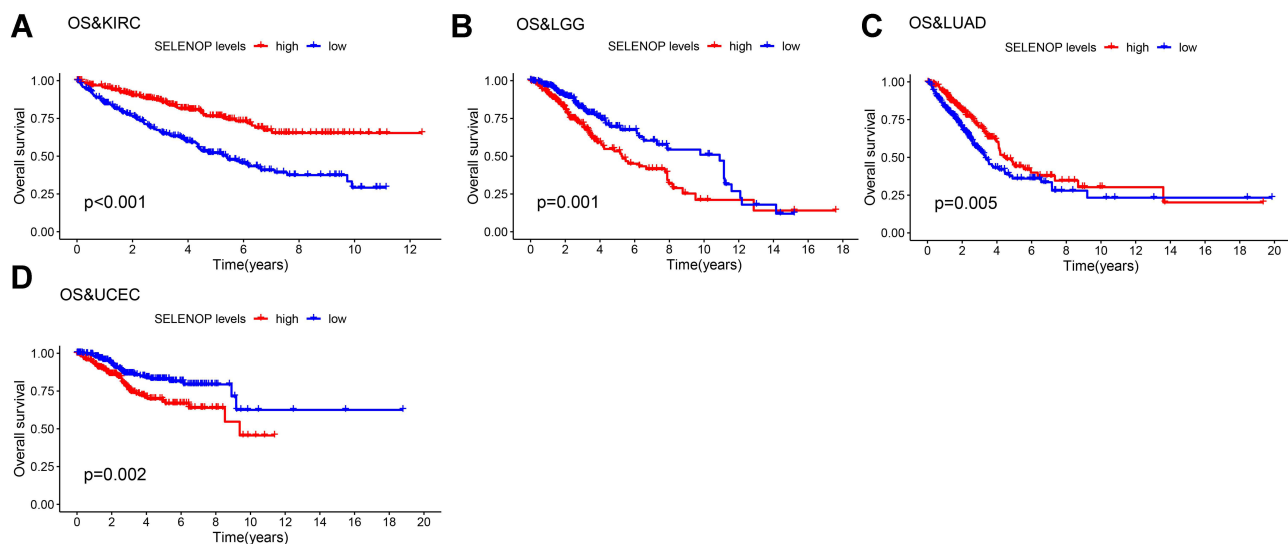 A
OS&KIRC
SELENOP levels high low
Overall survival
1.00
0.75
0.50
0.25
0.00
p<0.001
0 2 4 6 8 10 12
Time(years)
B
OS&LGG
SELENOP levels high low
Overall survival
1.00
0.75
0.50
0.25
0.00
p=0.001
0 2 4 6 8 10 12 14 16 18
Time(years)
C
OS&LUAD
SELENOP levels high low
Overall survival
1.00
0.75
0.50
0.25
0.00
p=0.005
0 2 4 6 8 10 12 14 16 18 20
Time(years)
D
OS&UCEC
SELENOP levels high low
Overall survival
1.00
0.75
0.50
0.25
0.00
p=0.002
0 2 4 6 8 10 12 14 16 18 20
Time(years)